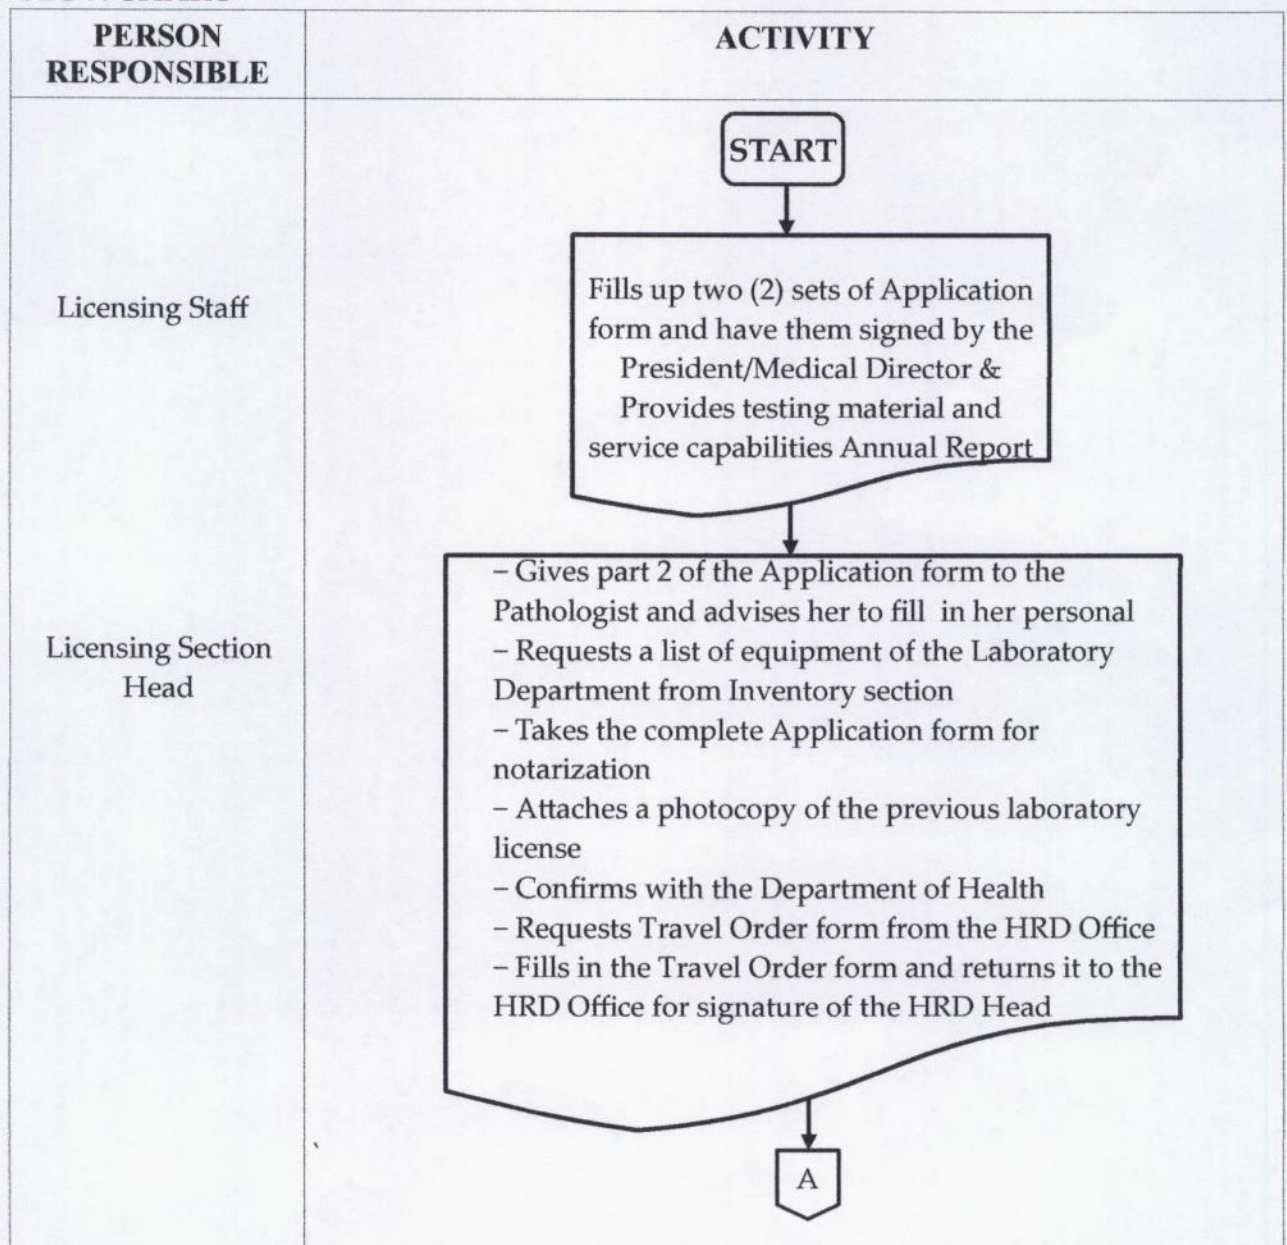 PERSON
RESPONSIBLE
ACTIVITY
START
Licensing Staff
Fills up two (2) sets of Application
form and have them signed by the
President/Medical Director &
Provides testing material and
service capabilities Annual Report
Licensing Section
Head
– Gives part 2 of the Application form to the
Pathologist and advises her to fill in her personal
– Requests a list of equipment of the Laboratory
Department from Inventory section
– Takes the complete Application form for
notarization
– Attaches a photocopy of the previous laboratory
license
– Confirms with the Department of Health
– Requests Travel Order form from the HRD Office
– Fills in the Travel Order form and returns it to the
HRD Office for signature of the HRD Head
A